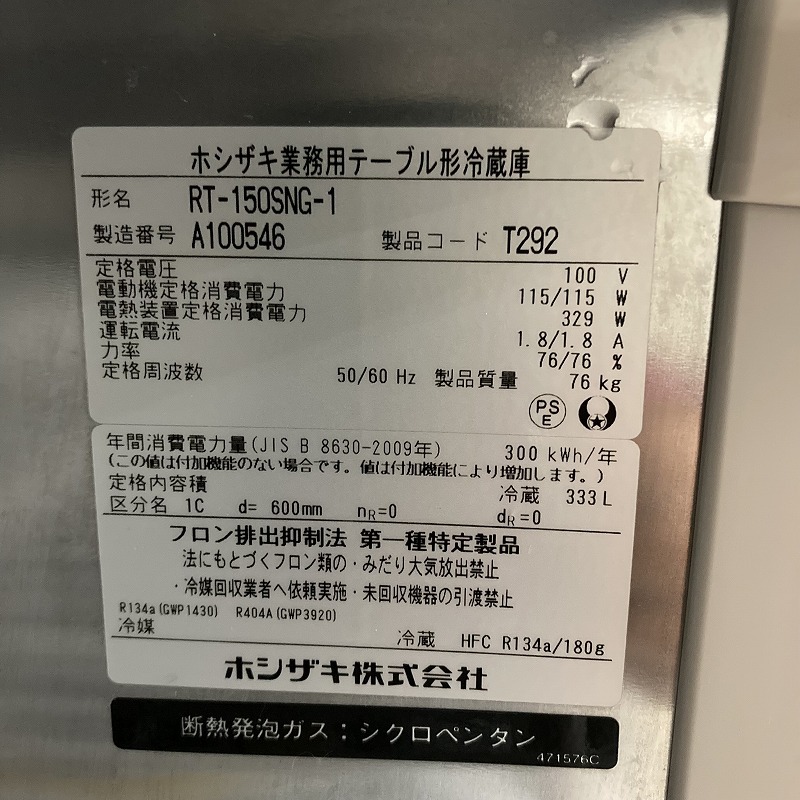 ホシザキ業務用テーブル形冷蔵庫
形名 RT-150SNG-1
製造番号 A100546 製品コード T292
定格電圧 100 V
電動機定格消費電力 115/115 W
電熱装置定格消費電力 329 W
運転電流 1.8/1.8 A
力率 76/76 %
定格周波数 50/60 Hz 製品質量 76 kg
PS
E
年間消費電力量(JIS B 8630-2009年) 300 kWh/年
(この値は付加機能のない場合です。値は付加機能により増加します。)
定格内容積 冷蔵 333 L
区分名 1C d= 600mm nR=0 dR=0
フロン排出抑制法 第一種特定製品
法にもとづくフロン類の・みだり大気放出禁止
・冷媒回収業者へ依頼実施・未回収機器の引渡禁止
R134a(GWP1430) R404A(GWP3920)
冷媒 冷蔵 HFC R134a/180g
ホシザキ株式会社
断熱発泡ガス：シクロペンタン
471576C